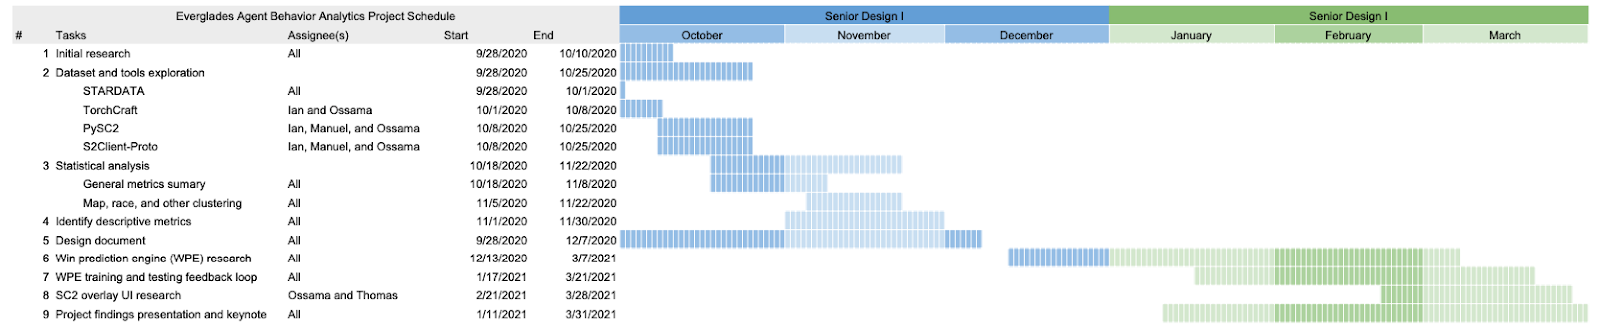 Everglades Agent Behavior Analytics Project Schedule Senior Design I Senior Design I
# Tasks Assignee(s) Start End October November December January February March
1 Initial research All 9/28/2020 10/10/2020
2 Dataset and tools exploration 9/28/2020 10/25/2020
STARDATA All 9/28/2020 10/1/2020
TorchCraft Ian and Ossama 10/1/2020 10/8/2020
PySC2 Ian, Manuel, and Ossama 10/8/2020 10/25/2020
S2Client-Proto Ian, Manuel, and Ossama 10/8/2020 10/25/2020
3 Statistical analysis 10/18/2020 11/22/2020
General metrics sumary All 10/18/2020 11/8/2020
Map, race, and other clustering All 11/5/2020 11/22/2020
4 Identify descriptive metrics All 11/1/2020 11/30/2020
5 Design document All 9/28/2020 12/7/2020
6 Win prediction engine (WPE) research All 12/13/2020 3/7/2021
7 WPE training and testing feedback loop All 1/17/2021 3/21/2021
8 SC2 overlay UI research Ossama and Thomas 2/21/2021 3/28/2021
9 Project findings presentation and keynote All 1/11/2021 3/31/2021